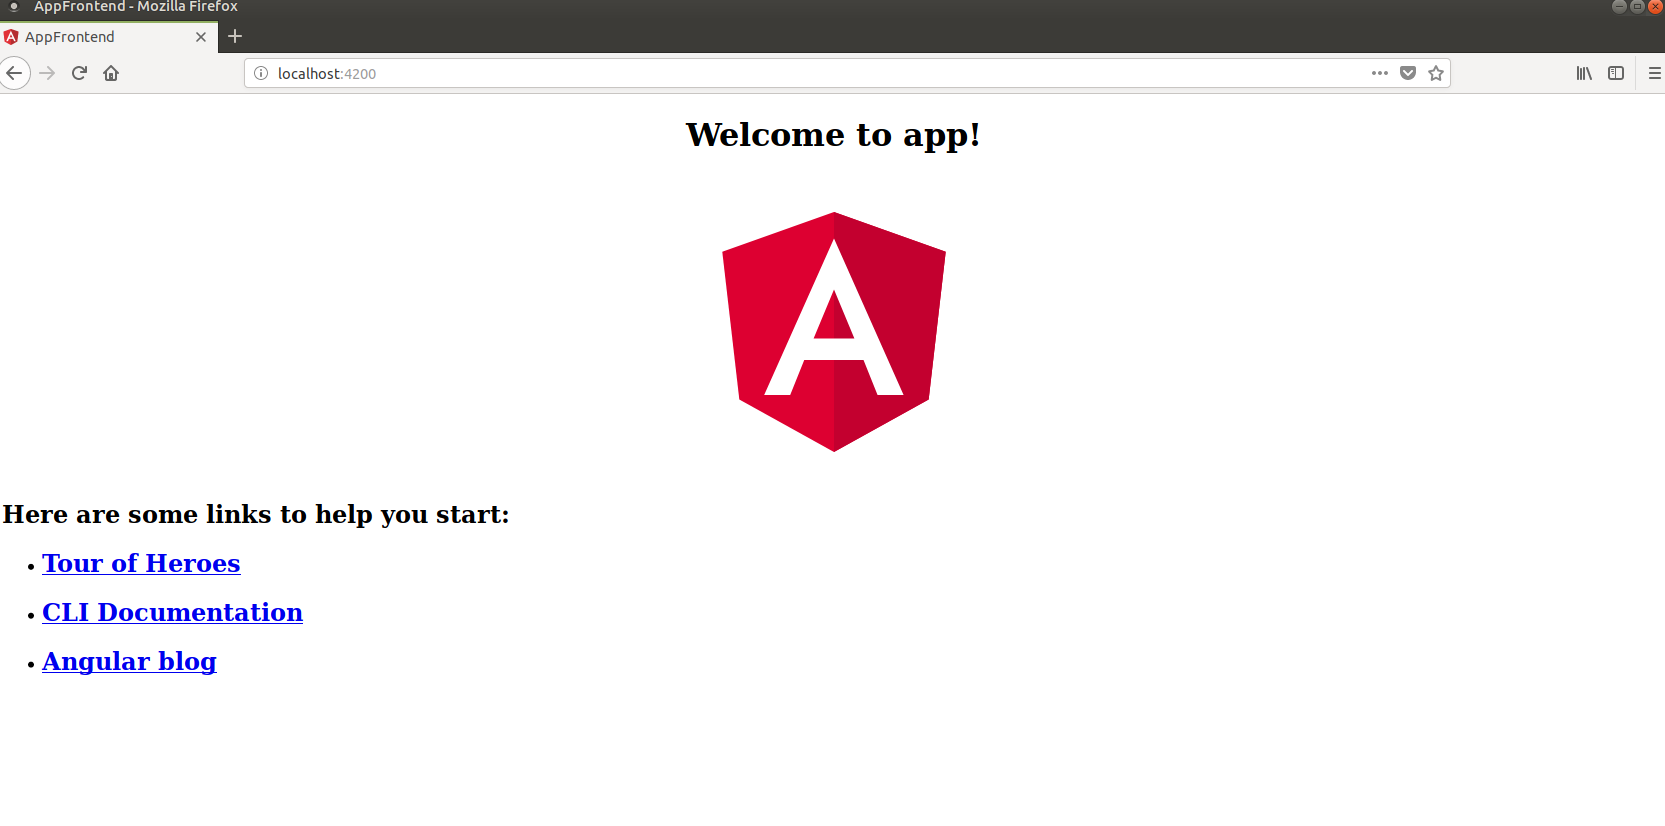 AppFrontend - Mozilla Firefox
AppFrontend
localhost:4200
Welcome to app!
A
Here are some links to help you start:
Tour of Heroes
CLI Documentation
Angular blog